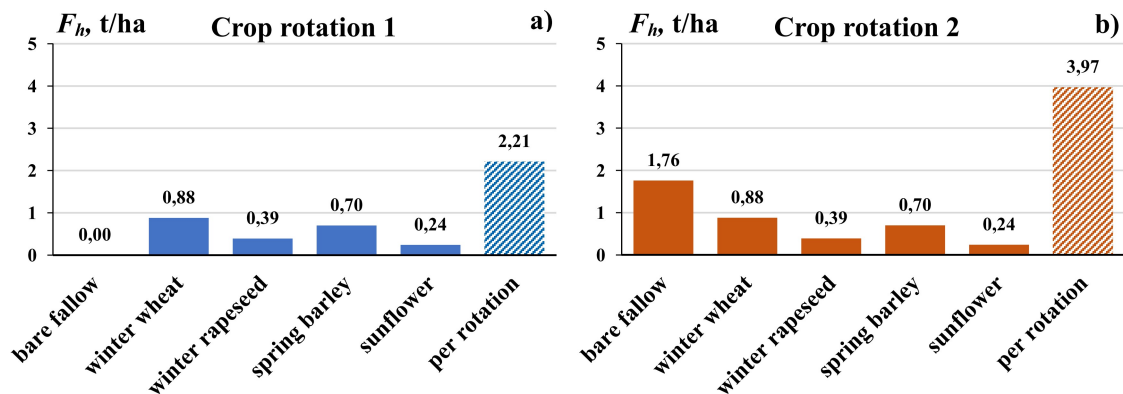 F_h, t/ha Crop rotation 1 a)
5
4
3
2
1
0
0,00
0,88
0,39
0,70
0,24
2,21
bare fallow
winter wheat
winter rapeseed
spring barley
sunflower
per rotation
F_h, t/ha Crop rotation 2 b)
5
4
3
2
1
0
1,76
0,88
0,39
0,70
0,24
3,97
bare fallow
winter wheat
winter rapeseed
spring barley
sunflower
per rotation